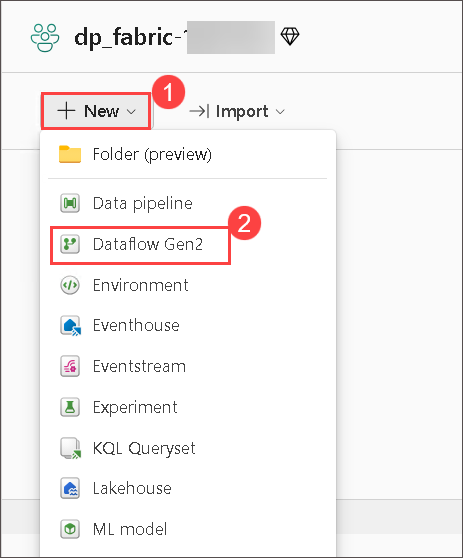 dp_fabric-
1
+ New
Import
Folder (preview)
Data pipeline
2
Dataflow Gen2
Environment
Eventhouse
Eventstream
Experiment
KQL Queryset
Lakehouse
ML model